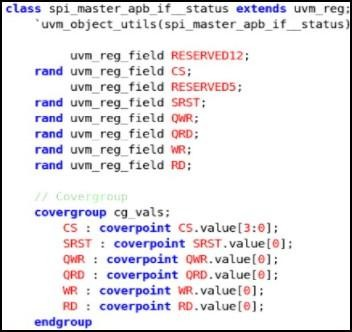 class spi_master_apb_if__status extends uvm_reg;
`uvm_object_utils(spi_master_apb_if__status)
uvm_reg_field RESERVED12;
rand uvm_reg_field CS;
uvm_reg_field RESERVED5;
rand uvm_reg_field SRST;
rand uvm_reg_field QWR;
rand uvm_reg_field QRD;
rand uvm_reg_field WR;
rand uvm_reg_field RD;
// Covergroup
covergroup cg_vals;
CS : coverpoint CS.value[3:0];
SRST : coverpoint SRST.value[0];
QWR : coverpoint QWR.value[0];
QRD : coverpoint QRD.value[0];
WR : coverpoint WR.value[0];
RD : coverpoint RD.value[0];
endgroup